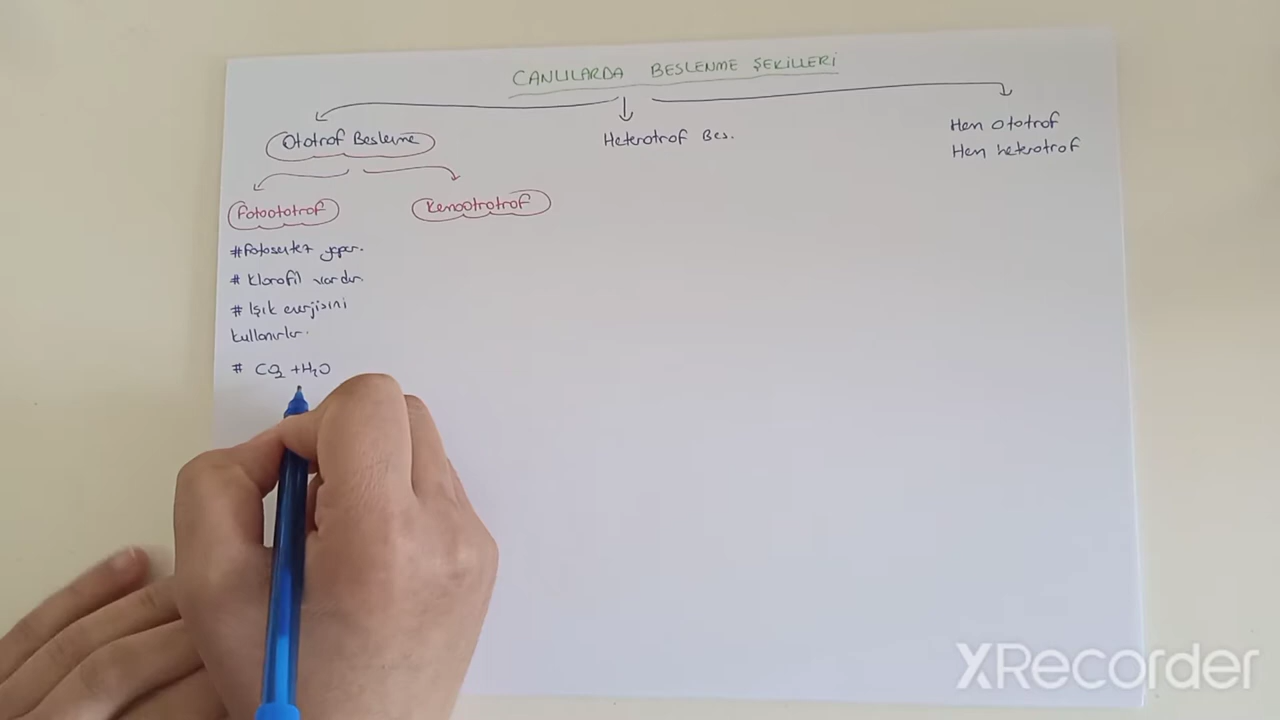 CANLILARDA BESLENME ŞEKİLLERİ
Ototrof Beslenme
Heterotrof Bes.
Hem ototrof
Hem heterotrof
Fotoototrof
Kemoototrof
#Fotosentez yapar.
# Klorofil vardır.
# Işık enerjisini
kullanırlar.
# CO2 +H2O
XRecorder